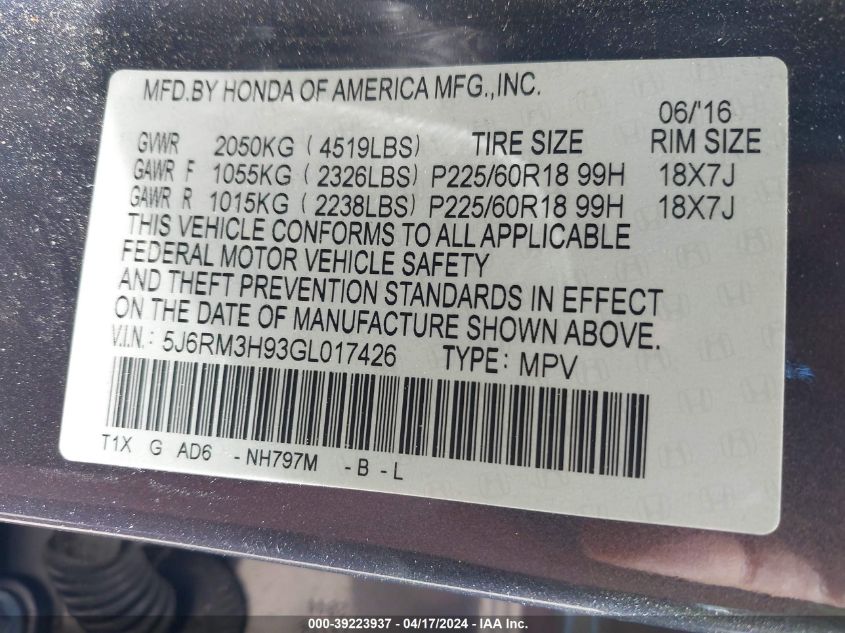 MFD.BY HONDA OF AMERICA MFG.,INC.
06/'16
GVWR 2050KG ( 4519LBS) TIRE SIZE RIM SIZE
GAWR F 1055KG ( 2326LBS) P225/60R18 99H 18X7J
GAWR R 1015KG ( 2238LBS) P225/60R18 99H 18X7J
THIS VEHICLE CONFORMS TO ALL APPLICABLE
FEDERAL MOTOR VEHICLE SAFETY
AND THEFT PREVENTION STANDARDS IN EFFECT
ON THE DATE OF MANUFACTURE SHOWN ABOVE.
V.I.N.: 5J6RM3H93GL017426 TYPE: MPV
T1X G AD6 -NH797M -B -L
000-39223937 - 04/17/2024 - IAA Inc.